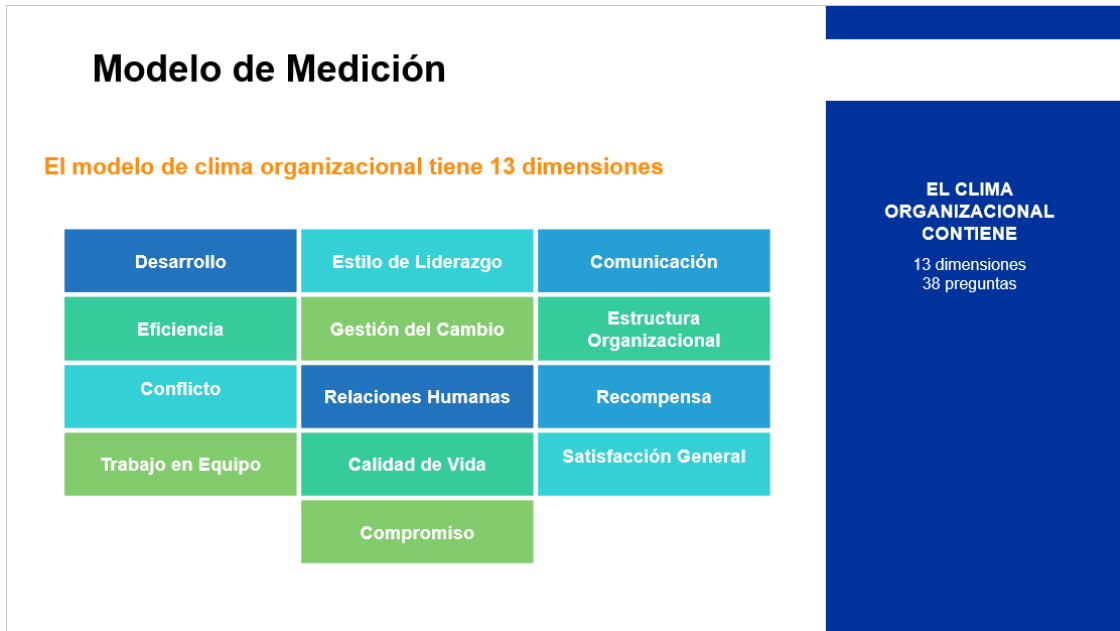 Modelo de Medición
El modelo de clima organizacional tiene 13 dimensiones
Desarrollo
Estilo de Liderazgo
Comunicación
Eficiencia
Gestión del Cambio
Estructura
Organizacional
Conflicto
Relaciones Humanas
Recompensa
Trabajo en Equipo
Calidad de Vida
Satisfacción General
Compromiso
EL CLIMA
ORGANIZACIONAL
CONTIENE
13 dimensiones
38 preguntas